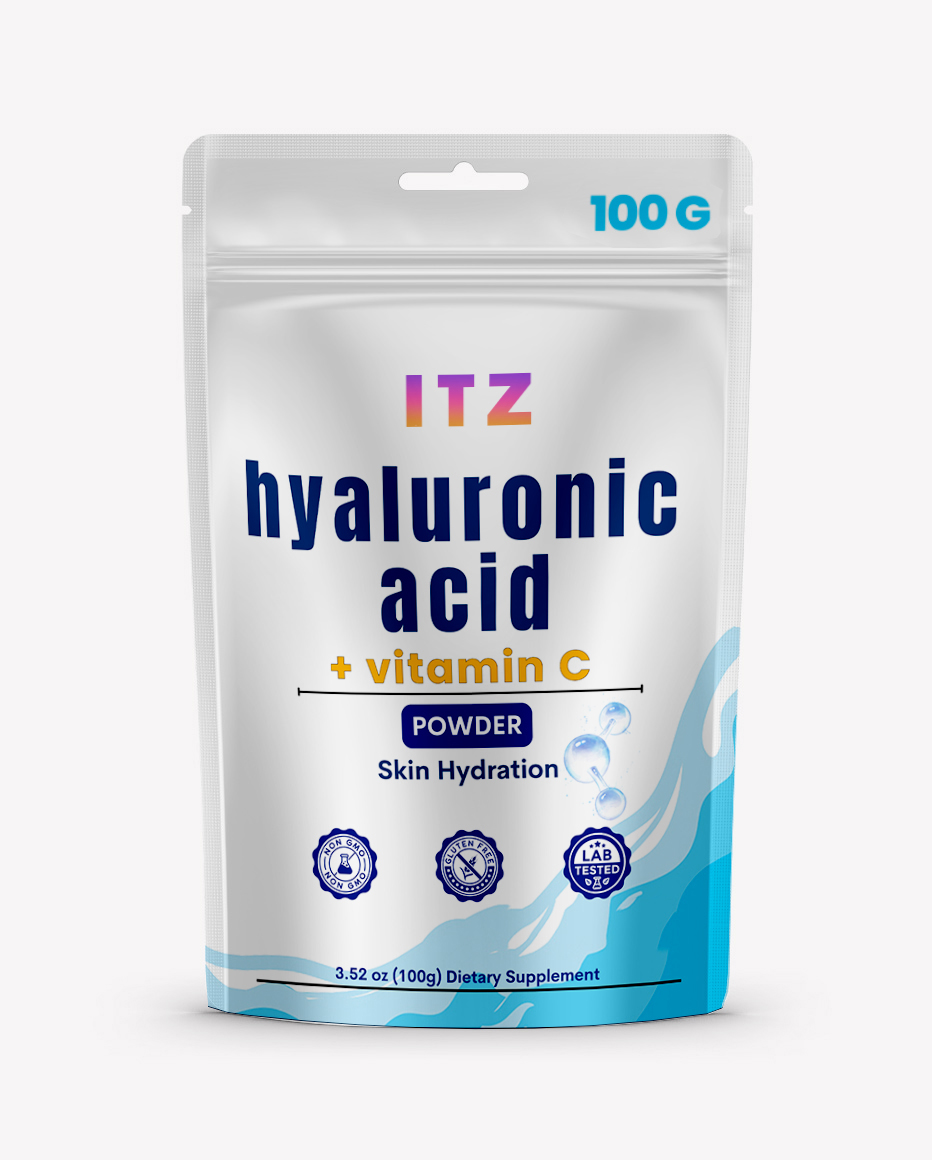 100 G
ITZ
hyaluronic
acid
+ vitamin C
POWDER
Skin Hydration
NON GMO
NON GMO
GLUTEN FREE
LAB
TESTED
3.52 oz (100g) Dietary Supplement